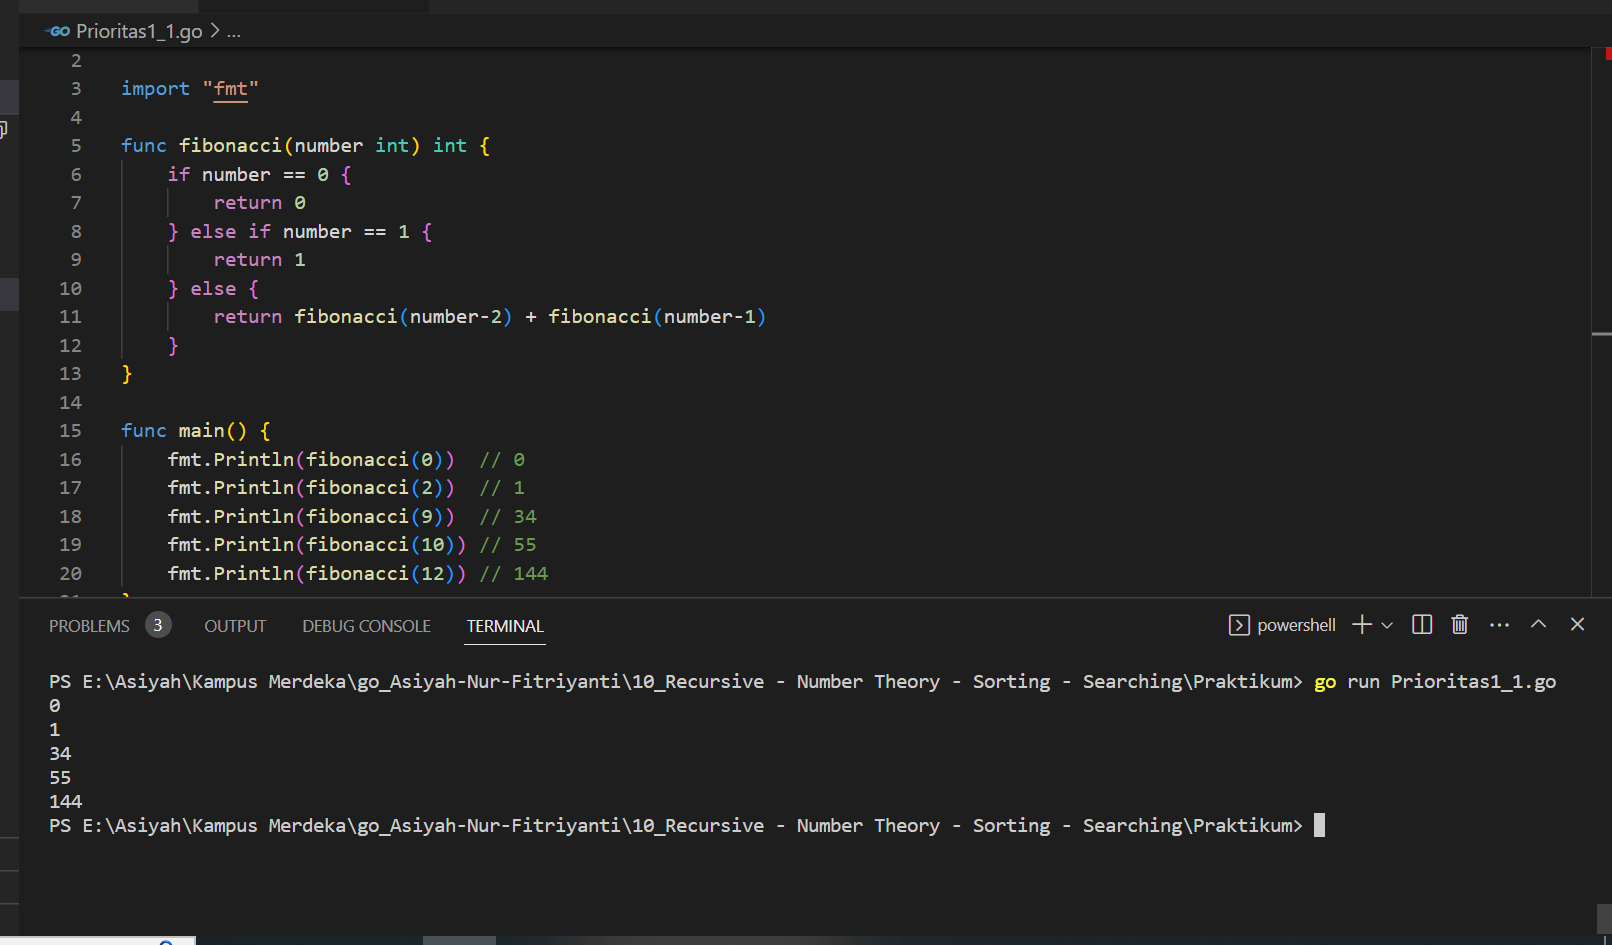 GO Prioritas1_1.go > ...
2
3 import "fmt"
4
5 func fibonacci(number int) int {
6 if number == 0 {
7 return 0
8 } else if number == 1 {
9 return 1
10 } else {
11 return fibonacci(number-2) + fibonacci(number-1)
12 }
13 }
14
15 func main() {
16 fmt.Println(fibonacci(0)) // 0
17 fmt.Println(fibonacci(2)) // 1
18 fmt.Println(fibonacci(9)) // 34
19 fmt.Println(fibonacci(10)) // 55
20 fmt.Println(fibonacci(12)) // 144
PROBLEMS 3 OUTPUT DEBUG CONSOLE TERMINAL powershell
PS E:\Asiyah\Kampus Merdeka\go_Asiyah-Nur-Fitriyanti\10_Recursive - Number Theory - Sorting - Searching\Praktikum> go run Prioritas1_1.go
0
1
34
55
144
PS E:\Asiyah\Kampus Merdeka\go_Asiyah-Nur-Fitriyanti\10_Recursive - Number Theory - Sorting - Searching\Praktikum>